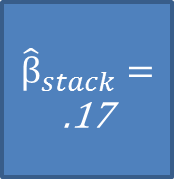 β̂stack =
.17